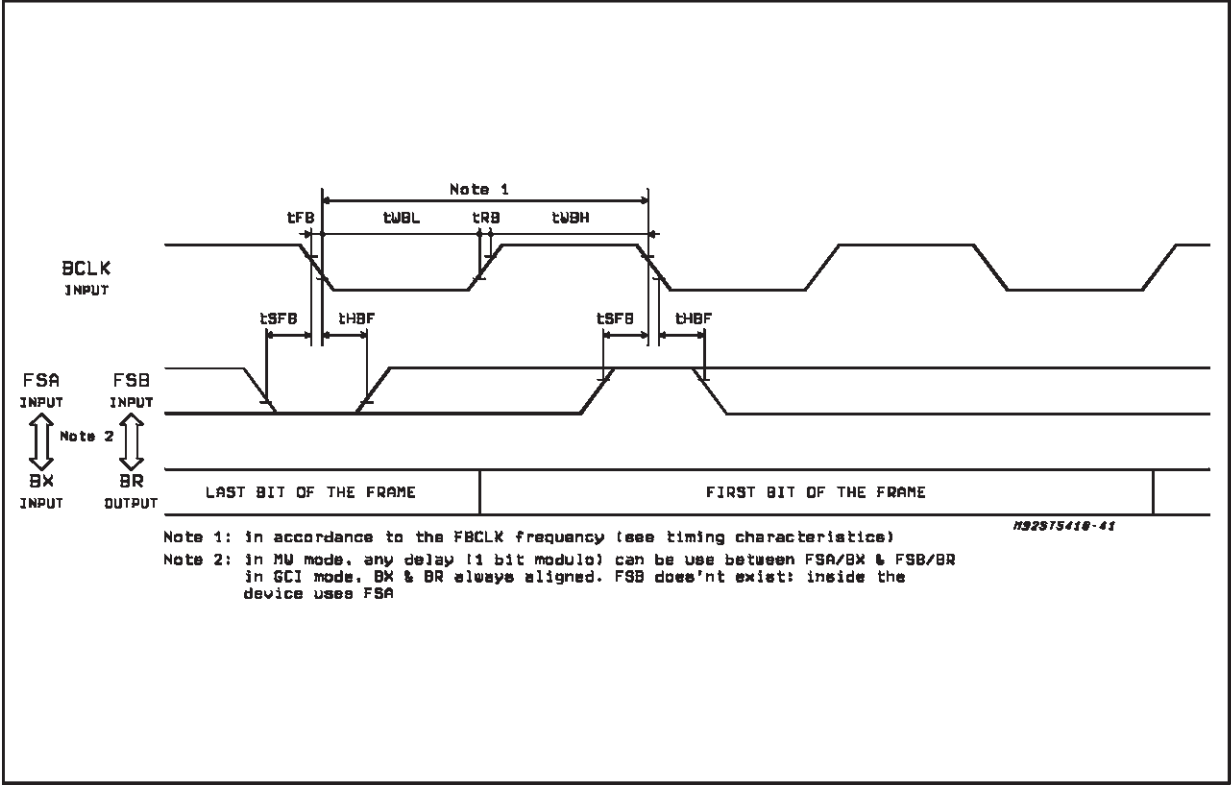 Note 1
tFB tWBL tRB tWBH
BCLK
INPUT
tSFB tHBF tSFB tHBF
FSA FSB
INPUT INPUT
Note 2
BX BR
INPUT OUTPUT
LAST BIT OF THE FRAME FIRST BIT OF THE FRAME
M92ST5410-41
Note 1: in accordance to the FBCLK frequency (see timing characteristics)
Note 2: in MW mode, any delay (1 bit modulo) can be use between FSA/BX & FSB/BR
in GCI mode, BX & BR always aligned. FSB does'nt exist: inside the
device uses FSA